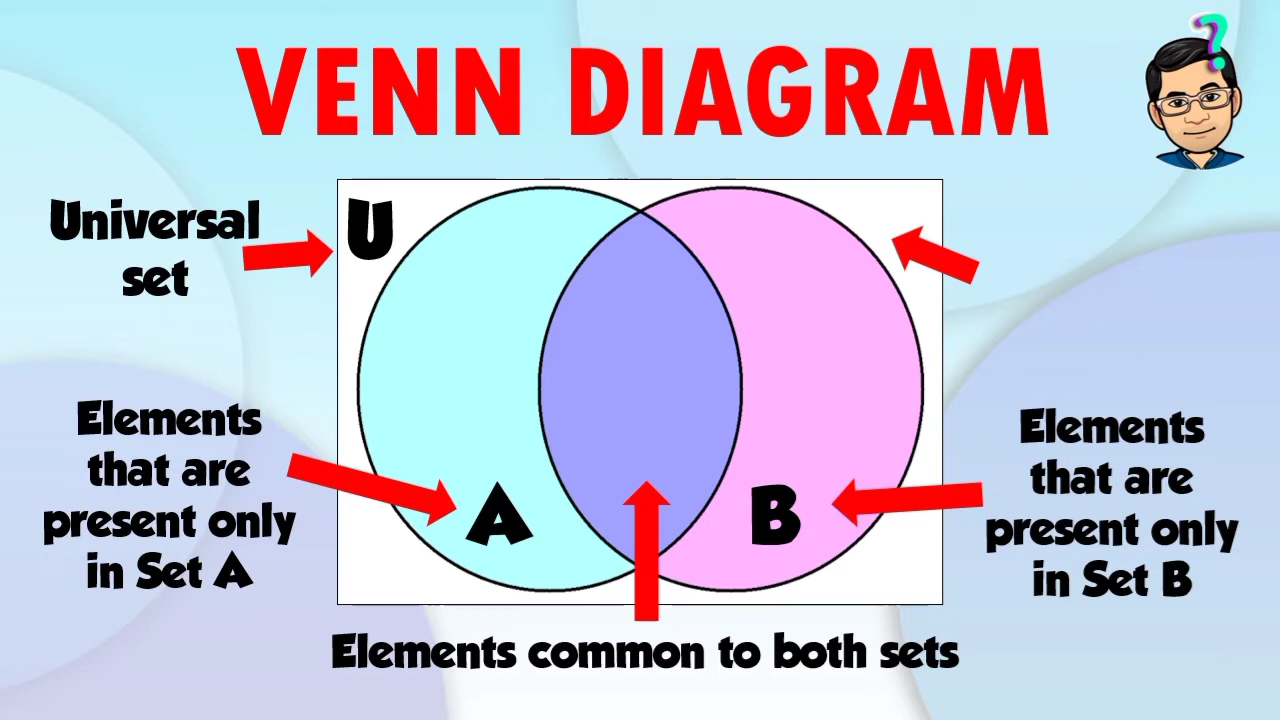 VENN DIAGRAM
?
Universal
set
U
Elements
that are
present only
in Set A
A
B
Elements
that are
present only
in Set B
Elements common to both sets